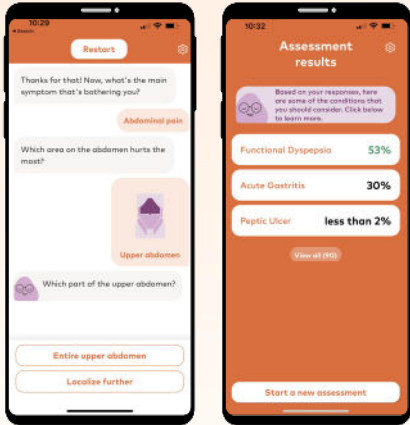 10:29
Search
Restart
Thanks for that! Now, what's the main
symptom that's bothering you?
Abdominal pain
Which area on the abdomen hurts the
most?
Upper abdomen
Which part of the upper abdomen?
Entire upper abdomen
Localize further
10:32
Assessment
results
Based on your responses, here
are some of the conditions that
you should consider. Click below
to learn more.
Functional Dyspepsia 53%
Acute Gastritis 30%
Peptic Ulcer less than 2%
View all (90)
Start a new assessment